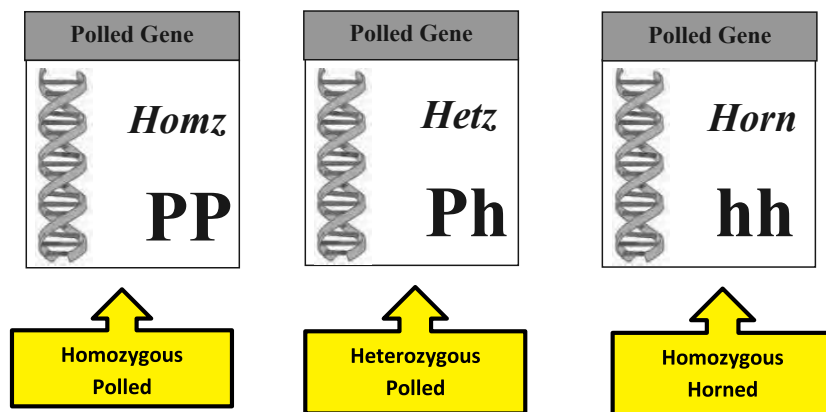 Polled Gene
Homz
PP
Homozygous
Polled
Polled Gene
Hetz
Ph
Heterozygous
Polled
Polled Gene
Horn
hh
Homozygous
Horned